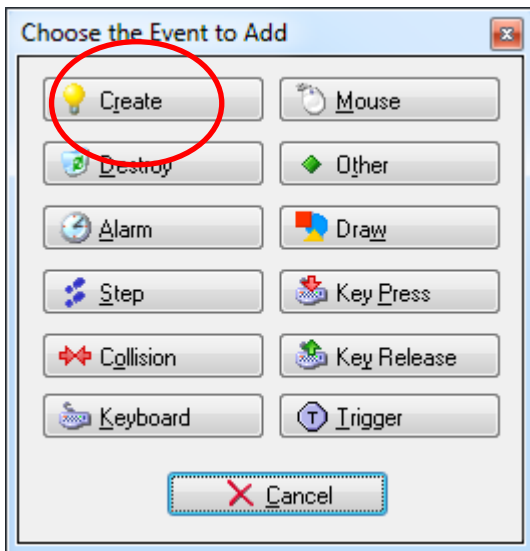 Choose the Event to Add
Create
Mouse
Destroy
Other
Alarm
Draw
Step
Key Press
Collision
Key Release
Keyboard
T
Trigger
Cancel